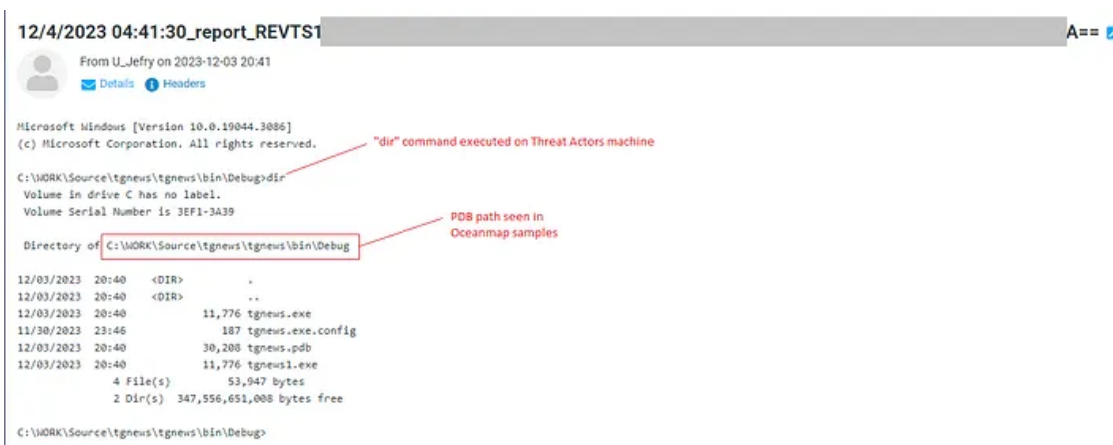 12/4/2023 04:41:30_report_REVTS1 A==
From U_Jefry on 2023-12-03 20:41
Details Headers
Microsoft Windows [Version 10.0.19044.3086]
(c) Microsoft Corporation. All rights reserved.
"dir" command executed on Threat Actors machine
C:\WORK\Source\tgnews\tgnews\bin\Debug>dir
Volume in drive C has no label.
Volume Serial Number is 3EF1-3A39
PDB path seen in
Oceanmap samples
Directory of C:\WORK\Source\tgnews\tgnews\bin\Debug
12/03/2023 20:40 <DIR> .
12/03/2023 20:40 <DIR> ..
12/03/2023 20:40 11,776 tgnews.exe
11/30/2023 23:46 187 tgnews.exe.config
12/03/2023 20:40 30,208 tgnews.pdb
12/03/2023 20:40 11,776 tgnews1.exe
4 File(s) 53,947 bytes
2 Dir(s) 347,556,651,008 bytes free
C:\WORK\Source\tgnews\tgnews\bin\Debug>